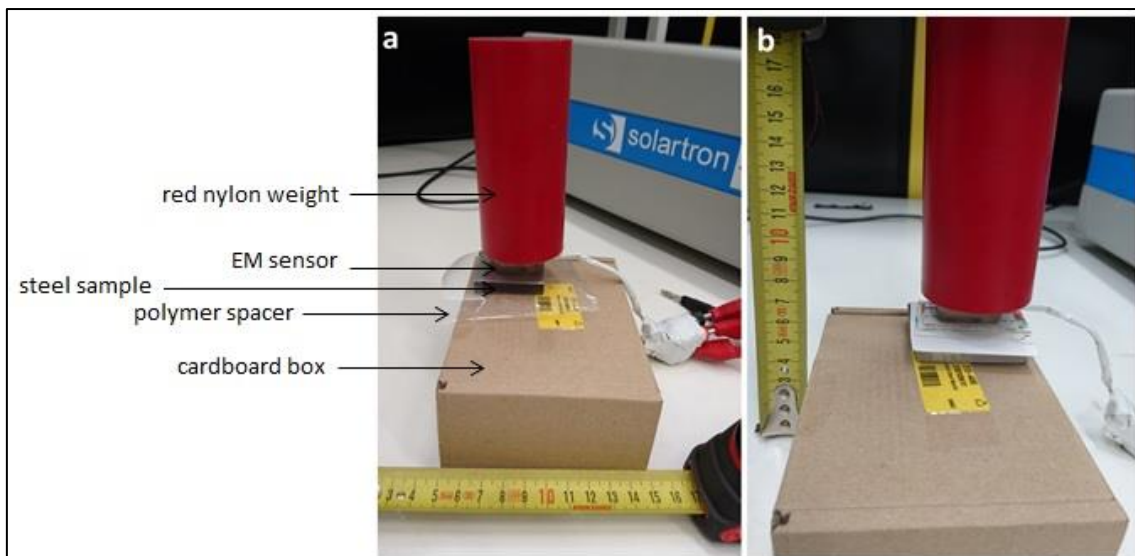 a
b
red nylon weight
EM sensor
steel sample
polymer spacer
cardboard box
S solartron
3 4 5 6 7 8 9 10 11 12 13 14 15 16 17
17
16
15
14
13
12
11
10
9
8
7
6
5
4
3